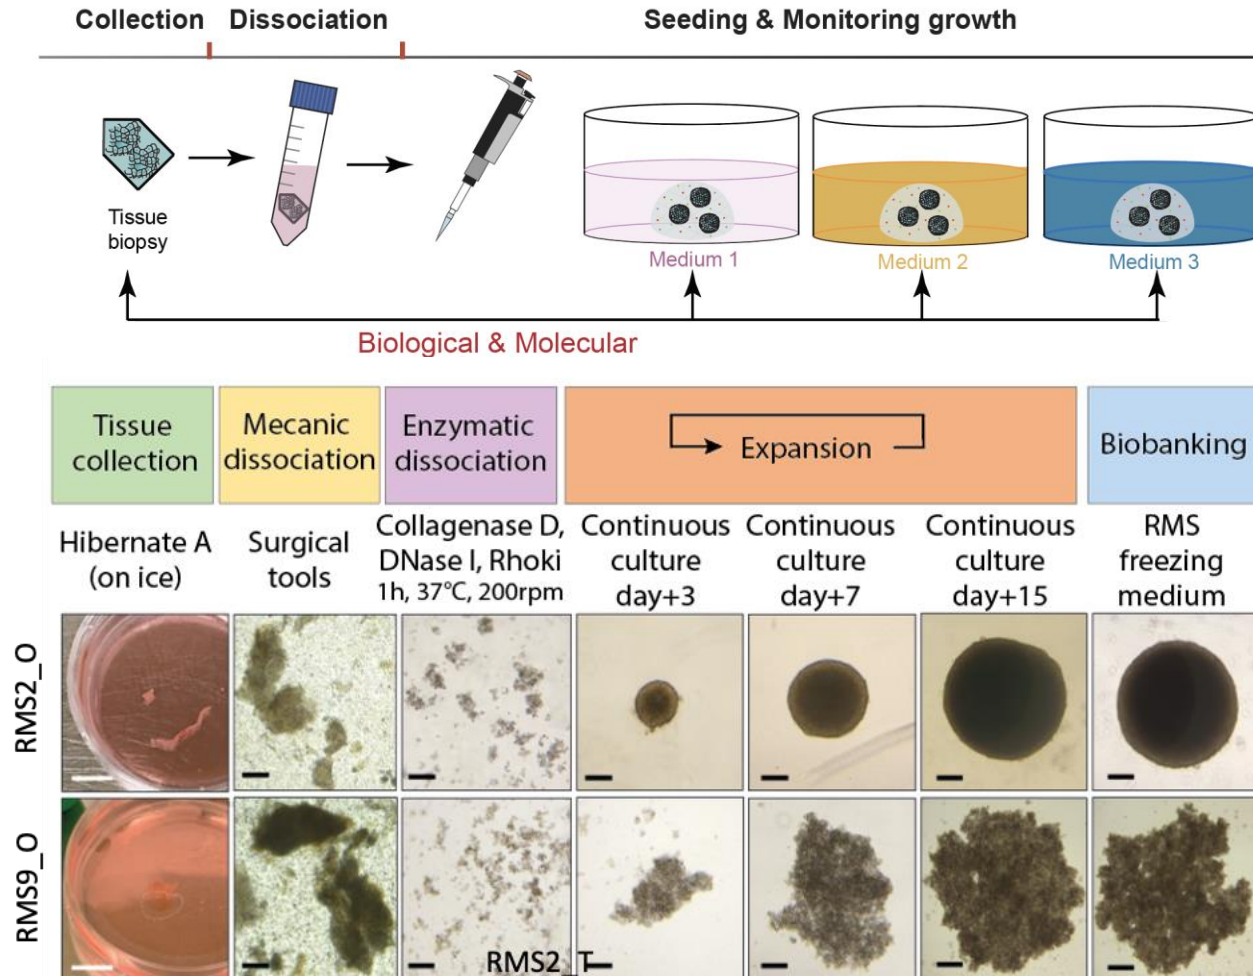 Collection
Dissociation
Seeding & Monitoring growth
Tissue
biopsy
Medium 1
Medium 2
Medium 3
Biological & Molecular
Tissue
collection
Mecanic
dissociation
Enzymatic
dissociation
Expansion
Biobanking
Hibernate A
(on ice)
Surgical
tools
Collagenase D,
DNase I, Rhoki
1h, 37°C, 200rpm
Continuous
culture
day+3
Continuous
culture
day+7
Continuous
culture
day+15
RMS
freezing
medium
RMS2_O
RMS9_O
RMS2_T